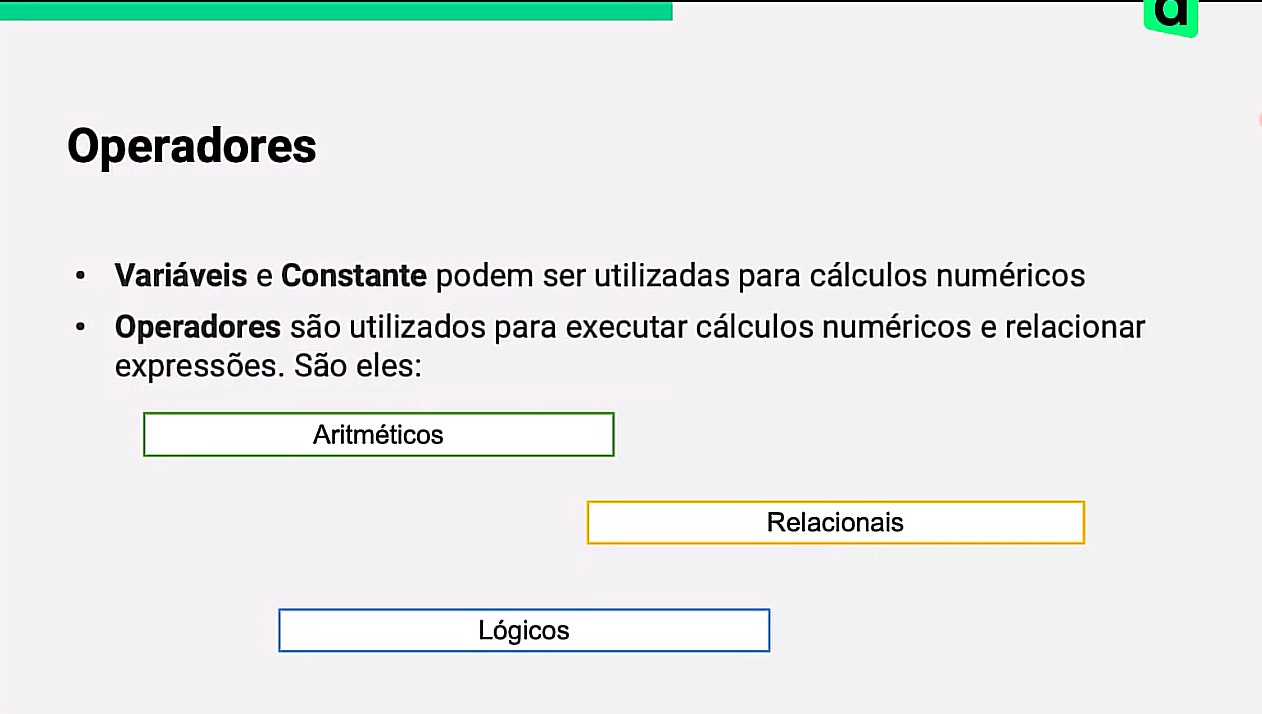 Operadores
• Variáveis e Constante podem ser utilizadas para cálculos numéricos
• Operadores são utilizados para executar cálculos numéricos e relacionar
expressões. São eles:
Aritméticos
Relacionais
Lógicos